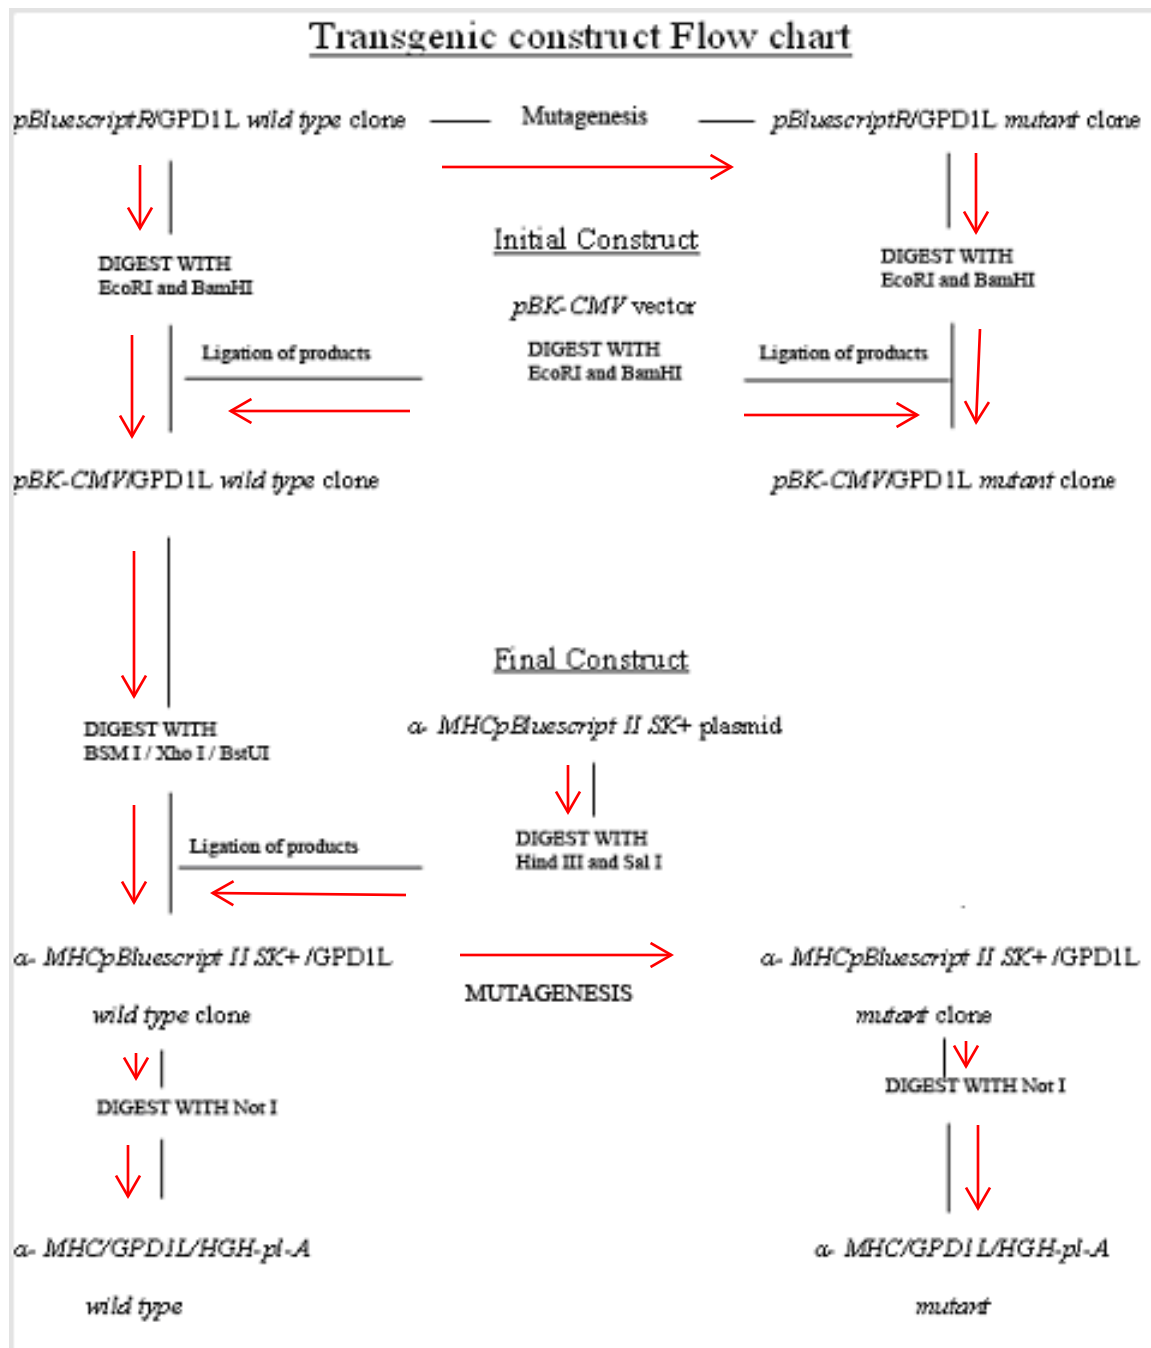 Transgenic construct Flow chart
pBluescriptR/GPD1L wild type clone
Mutagenesis
pBluescriptR/GPD1L mutant clone
Initial Construct
DIGEST WITH
EcoRI and BamHI
DIGEST WITH
EcoRI and BamHI
pBK-CMV vector
Ligation of products
DIGEST WITH
EcoRI and BamHI
Ligation of products
pBK-CMV/GPD1L wild type clone
pBK-CMV/GPD1L mutant clone
Final Construct
α- MHCpBluescript II SK+ plasmid
DIGEST WITH
BSM I / Xho I / BstUI
DIGEST WITH
Hind III and Sal I
Ligation of products
α- MHCpBluescript II SK+ /GPD1L
wild type clone
MUTAGENESIS
α- MHCpBluescript II SK+ /GPD1L
mutant clone
DIGEST WITH Not I
DIGEST WITH Not I
α- MHC/GPD1L/HGH-pl-A
wild type
α- MHC/GPD1L/HGH-pl-A
mutant